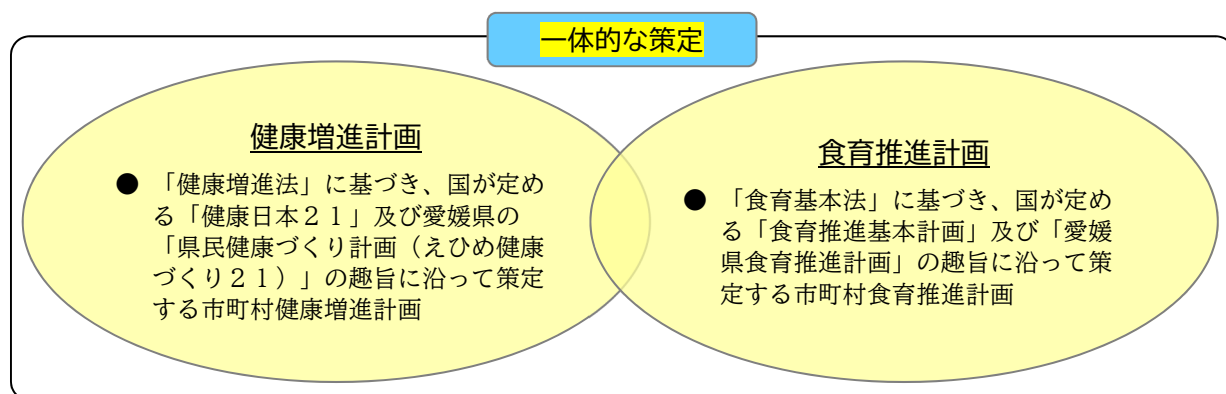 一体的な策定
健康増進計画
● 「健康増進法」に基づき、国が定め
る「健康日本２１」及び愛媛県の
「県民健康づくり計画（えひめ健康
づくり２１）」の趣旨に沿って策定
する市町村健康増進計画
食育推進計画
● 「食育基本法」に基づき、国が定め
る「食育推進基本計画」及び「愛媛
県食育推進計画」の趣旨に沿って策
定する市町村食育推進計画